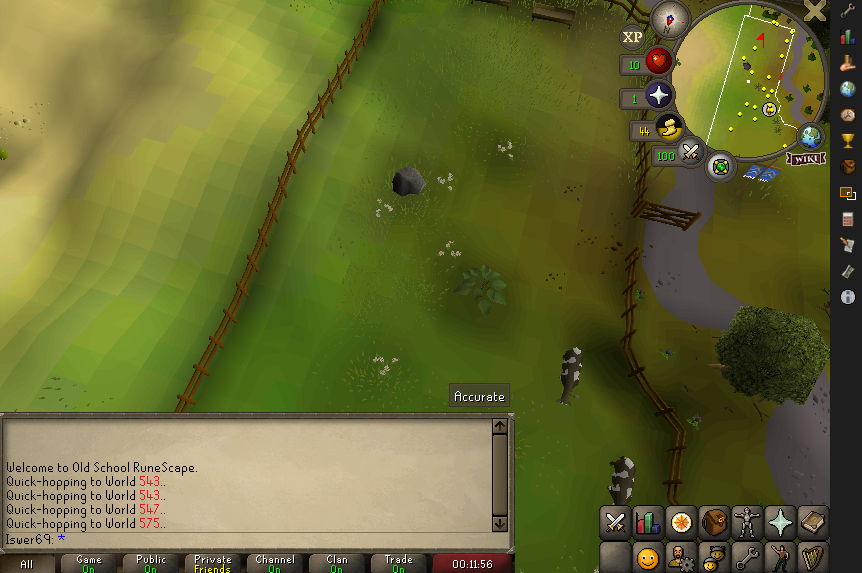 XP
10
1
44
100
WIKI
Accurate
Welcome to Old School RuneScape.
Quick-hopping to World 543..
Quick-hopping to World 543..
Quick-hopping to World 547..
Quick-hopping to World 575..
Iswer69: *
All
Game
On
Public
On
Private
Friends
Channel
On
Clan
On
Trade
On
00:11:56